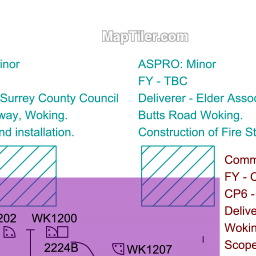 MapTiler.com
inor
Surrey County Council
way, Woking.
nd installation.
ASPRO: Minor
FY - TBC
Deliverer - Elder Assoc
Butts Road Woking.
Construction of Fire St
Comm
FY - C
CP6 -
Delive
Wokin
Scope
202
WK1200
2224B
WK1207